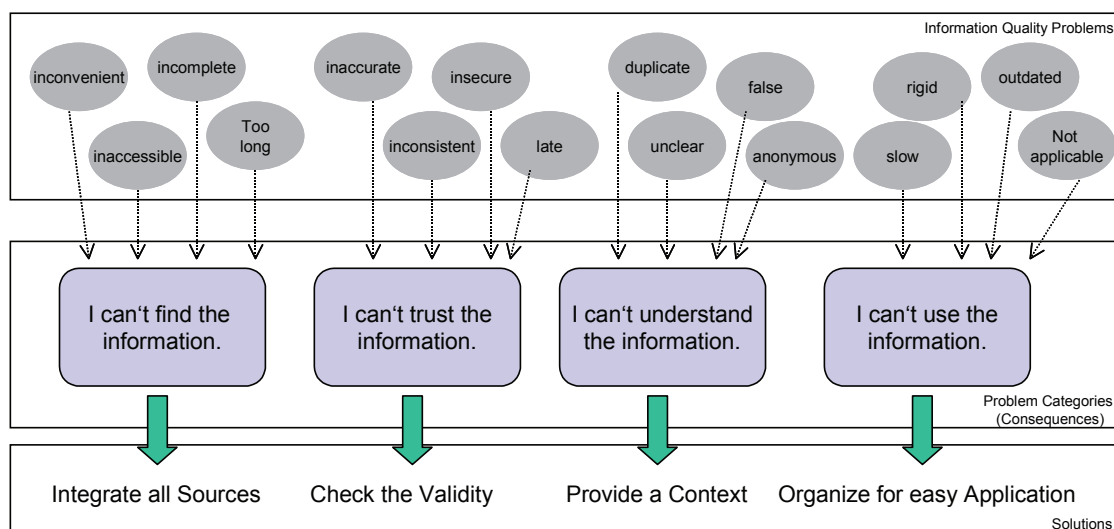 Information Quality Problems
inconvenient
incomplete
inaccessible
Too
long
inaccurate
insecure
inconsistent
late
duplicate
false
unclear
anonymous
rigid
outdated
slow
Not
applicable
I can‘t find the
information.
I can‘t trust the
information.
I can‘t understand
the information.
I can‘t use the
information.
Problem Categories
(Consequences)
Integrate all Sources
Check the Validity
Provide a Context
Organize for easy Application
Solutions